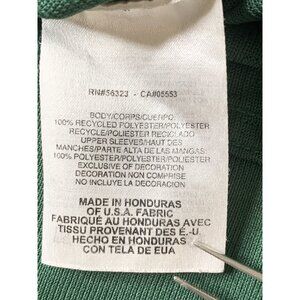 RN#56323 - CA#05553
BODY/CORPS/CUERPO
100% RECYCLED POLYESTER/POLYESTER
RECYCLE/POLIESTER RECICLADO
UPPER SLEEVES/HAUT DES
MANCHES/PARTE ALTA DE LAS MANGAS:
100% POLYESTER/POLYESTER/POLIESTER
EXCLUSIVE OF DECORATION
DECORATION NON COMPRISE
NO INCLUYE LA DECORACION
MADE IN HONDURAS
OF U.S.A. FABRIC
FABRIQUÉ AU HONDURAS AVEC
TISSU PROVENANT DES É.-U.
HECHO EN HONDURAS
CON TELA DE EUA